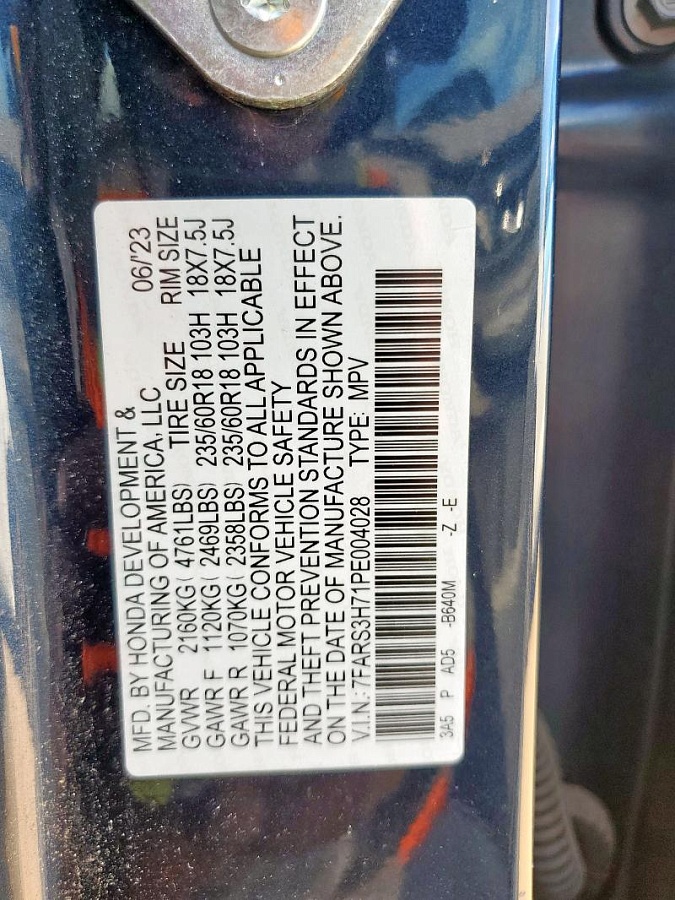 MFD. BY HONDA DEVELOPMENT &
MANUFACTURING OF AMERICA, LLC 06/'23
GVWR 2160KG( 4761LBS) TIRE SIZE RIM SIZE
GAWR F 1120KG( 2469LBS) 235/60R18 103H 18X7.5J
GAWR R 1070KG( 2358LBS) 235/60R18 103H 18X7.5J
THIS VEHICLE CONFORMS TO ALL APPLICABLE
FEDERAL MOTOR VEHICLE SAFETY
AND THEFT PREVENTION STANDARDS IN EFFECT
ON THE DATE OF MANUFACTURE SHOWN ABOVE.
V.I.N.: 7FARS3H71PE004028 TYPE: MPV
3A5 P AD5 -B640M -Z -E